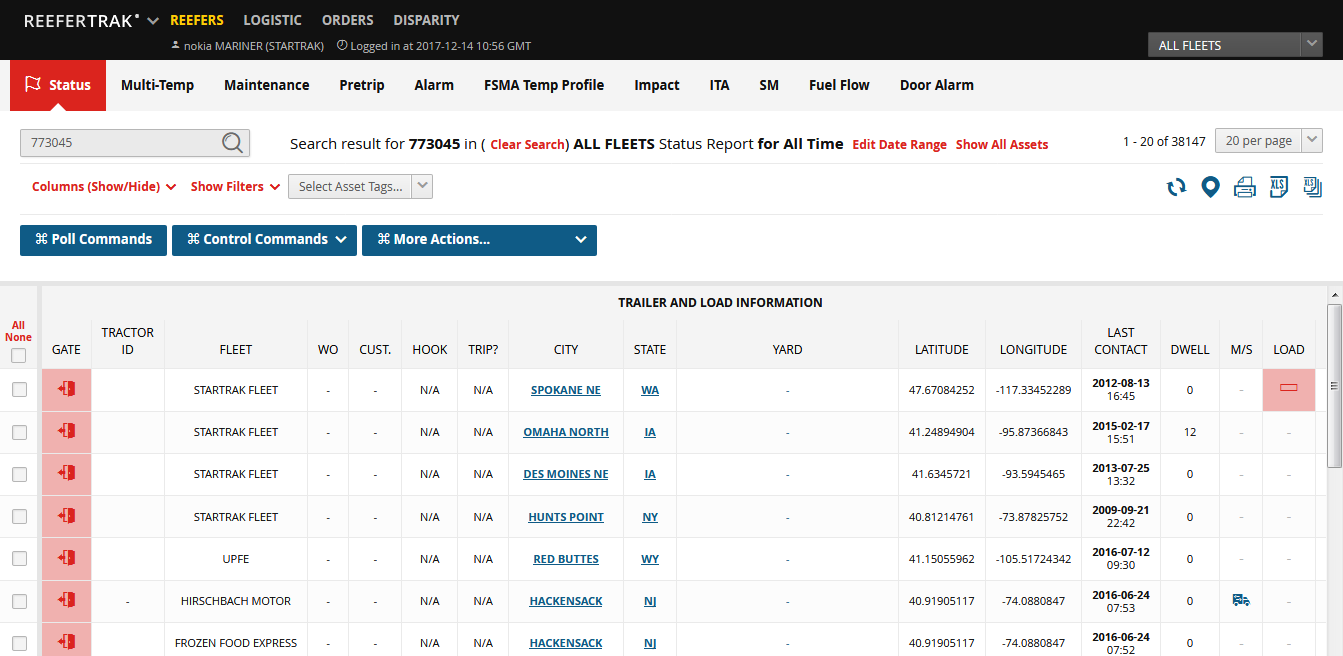 REEFERTRAK REEFERS LOGISTIC ORDERS DISPARITY
nokia MARINER (STARTRAK) Logged in at 2017-12-14 10:56 GMT
ALL FLEETS
Status Multi-Temp Maintenance Pretrip Alarm FSMA Temp Profile Impact ITA SM Fuel Flow Door Alarm
773045 Search result for 773045 in ( Clear Search) ALL FLEETS Status Report for All Time Edit Date Range Show All Assets 1 - 20 of 38147 20 per page
Columns (Show/Hide) Show Filters Select Asset Tags... XLS XLS
⌘ Poll Commands ⌘ Control Commands ⌘ More Actions...
TRAILER AND LOAD INFORMATION
All
None
GATE TRACTOR ID FLEET WO CUST. HOOK TRIP? CITY STATE YARD LATITUDE LONGITUDE LAST CONTACT DWELL M/S LOAD
STARTRAK FLEET - - N/A N/A SPOKANE NE WA - 47.67084252 -117.33452289 2012-08-13 16:45 0 -
STARTRAK FLEET - - N/A N/A OMAHA NORTH IA - 41.24894904 -95.87366843 2015-02-17 15:51 12 - -
STARTRAK FLEET - - N/A N/A DES MOINES NE IA - 41.6345721 -93.5945465 2013-07-25 13:32 0 - -
STARTRAK FLEET - - N/A N/A HUNTS POINT NY - 40.81214761 -73.87825752 2009-09-21 22:42 0 - -
UPFE - - N/A N/A RED BUTTES WY - 41.15055962 -105.51724342 2016-07-12 09:30 0 - -
- HIRSCHBACH MOTOR - - N/A N/A HACKENSACK NJ - 40.91905117 -74.0880847 2016-06-24 07:53 0 -
FROZEN FOOD EXPRESS - - N/A N/A HACKENSACK NJ - 40.91905117 -74.0880847 2016-06-24 07:52 0 - -